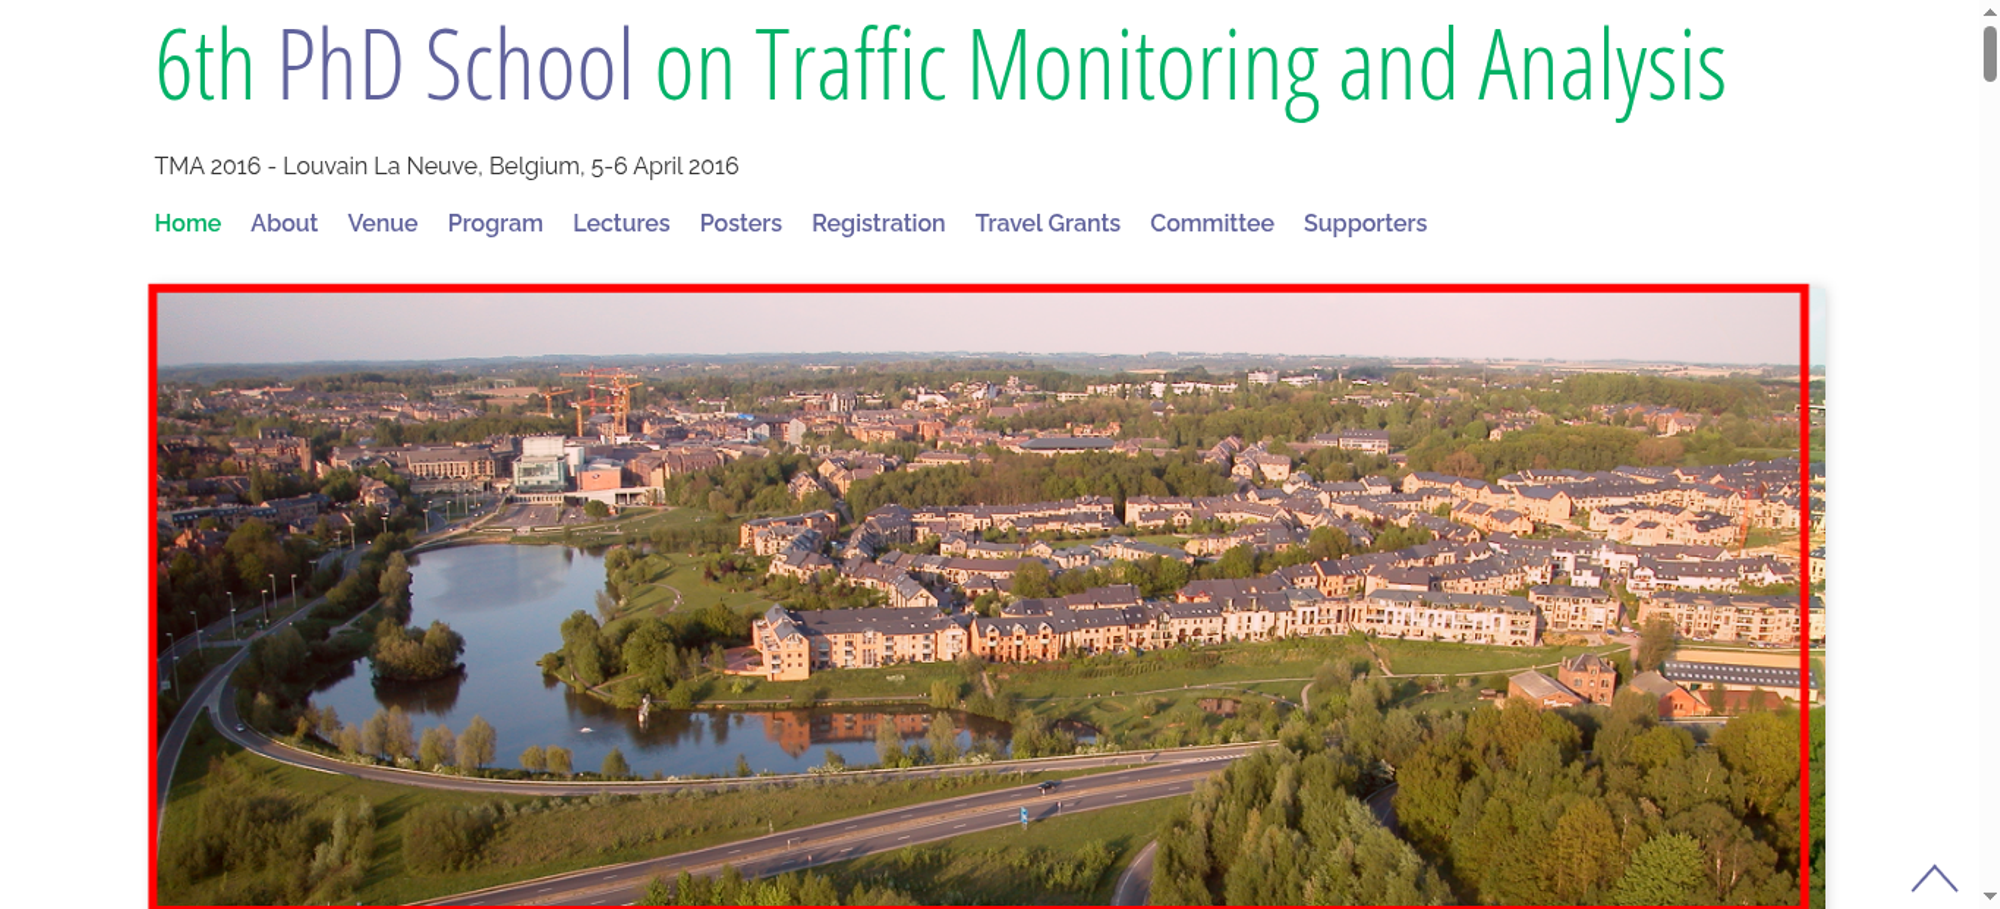 6th PhD School on Traffic Monitoring and Analysis
TMA 2016 - Louvain La Neuve, Belgium, 5-6 April 2016
Home About Venue Program Lectures Posters Registration Travel Grants Committee Supporters